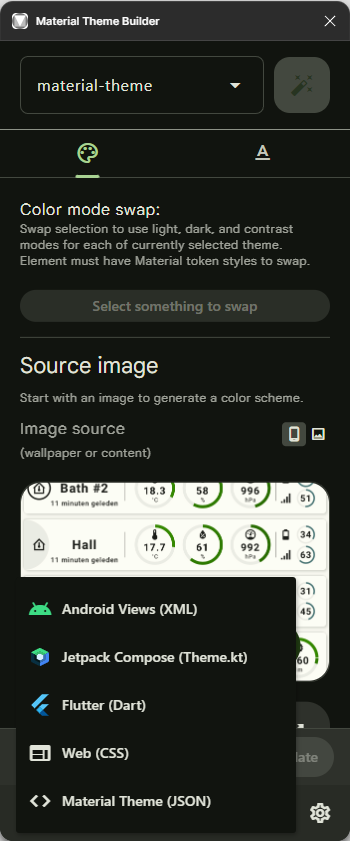 Material Theme Builder
material-theme
A
Color mode swap:
Swap selection to use light, dark, and contrast
modes for each of currently selected theme.
Element must have Material token styles to swap.
Select something to swap
Source image
Start with an image to generate a color scheme.
Image source
(wallpaper or content)
Bath #2
11 minuten geleden
18.3
°C
58
%
996
hPa
51
Hall
11 minuten geleden
17.7
°C
61
%
992
hPa
34
63
31
45
60
Android Views (XML)
Jetpack Compose (Theme.kt)
Flutter (Dart)
Web (CSS)
Material Theme (JSON)